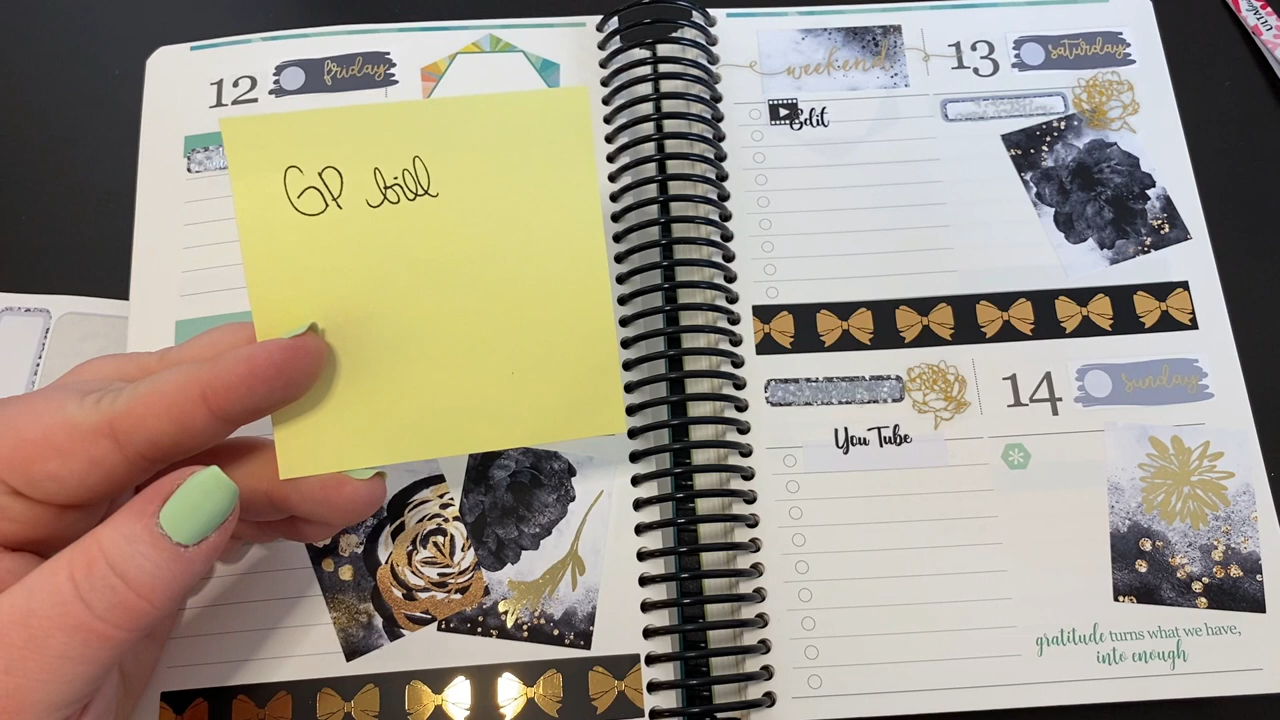 12
friday
GP bill
weekend
13
saturday
Edit
14
sunday
You Tube
gratitude turns what we have,
into enough